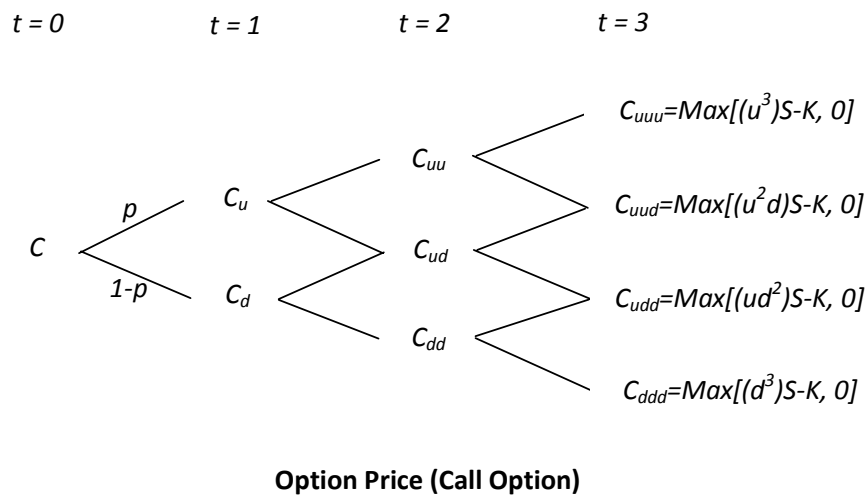 t = 0 t = 1 t = 2 t = 3
C_uuu=Max[(u^3)S-K, 0]
C_uu
p C_u C_uud=Max[(u^2d)S-K, 0]
C C_ud
1-p C_d C_udd=Max[(ud^2)S-K, 0]
C_dd
C_ddd=Max[(d^3)S-K, 0]
Option Price (Call Option)